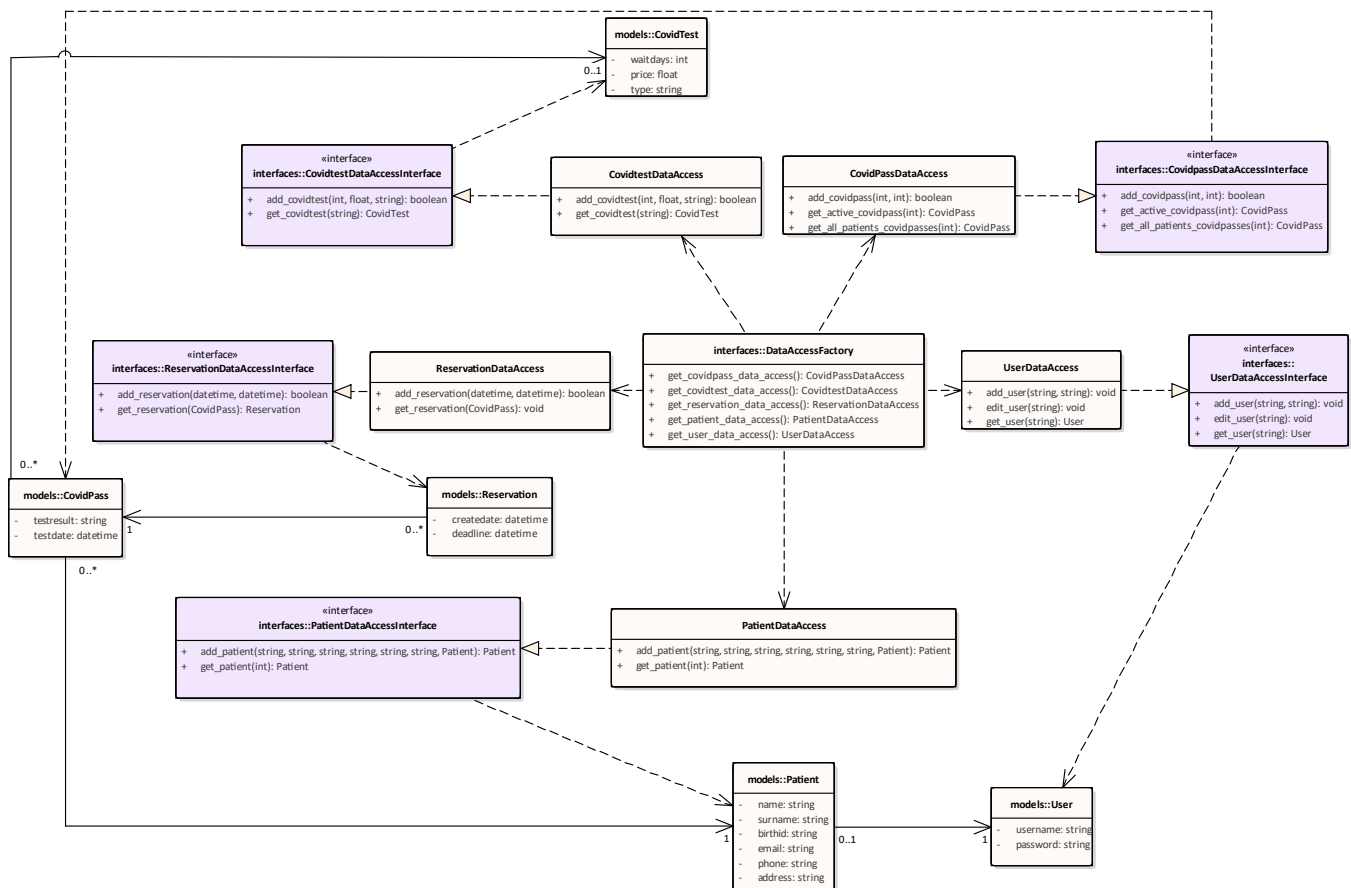 models::CovidTest
- waitdays: int
- price: float
- type: string
0..1
«interface»
interfaces::CovidtestDataAccessInterface
+ add_covidtest(int, float, string): boolean
+ get_covidtest(string): CovidTest
CovidtestDataAccess
+ add_covidtest(int, float, string): boolean
+ get_covidtest(string): CovidTest
CovidPassDataAccess
+ add_covidpass(int, int): boolean
+ get_active_covidpass(int): CovidPass
+ get_all_patients_covidpasses(int): CovidPass
«interface»
interfaces::CovidpassDataAccessInterface
+ add_covidpass(int, int): boolean
+ get_active_covidpass(int): CovidPass
+ get_all_patients_covidpasses(int): CovidPass
«interface»
interfaces::ReservationDataAccessInterface
+ add_reservation(datetime, datetime): boolean
+ get_reservation(CovidPass): Reservation
ReservationDataAccess
+ add_reservation(datetime, datetime): boolean
+ get_reservation(CovidPass): void
interfaces::DataAccessFactory
+ get_covidpass_data_access(): CovidPassDataAccess
+ get_covidtest_data_access(): CovidtestDataAccess
+ get_reservation_data_access(): ReservationDataAccess
+ get_patient_data_access(): PatientDataAccess
+ get_user_data_access(): UserDataAccess
UserDataAccess
+ add_user(string, string): void
+ edit_user(string): void
+ get_user(string): User
«interface»
interfaces::
UserDataAccessInterface
+ add_user(string, string): void
+ edit_user(string): void
+ get_user(string): User
0..*
models::CovidPass
- testresult: string
- testdate: datetime
1
0..*
models::Reservation
- createdate: datetime
- deadline: datetime
0..*
«interface»
interfaces::PatientDataAccessInterface
+ add_patient(string, string, string, string, string, string, Patient): Patient
+ get_patient(int): Patient
PatientDataAccess
+ add_patient(string, string, string, string, string, string, Patient): Patient
+ get_patient(int): Patient
models::Patient
- name: string
- surname: string
- birthid: string
- email: string
- phone: string
- address: string
1
0..1
1
models::User
- username: string
- password: string